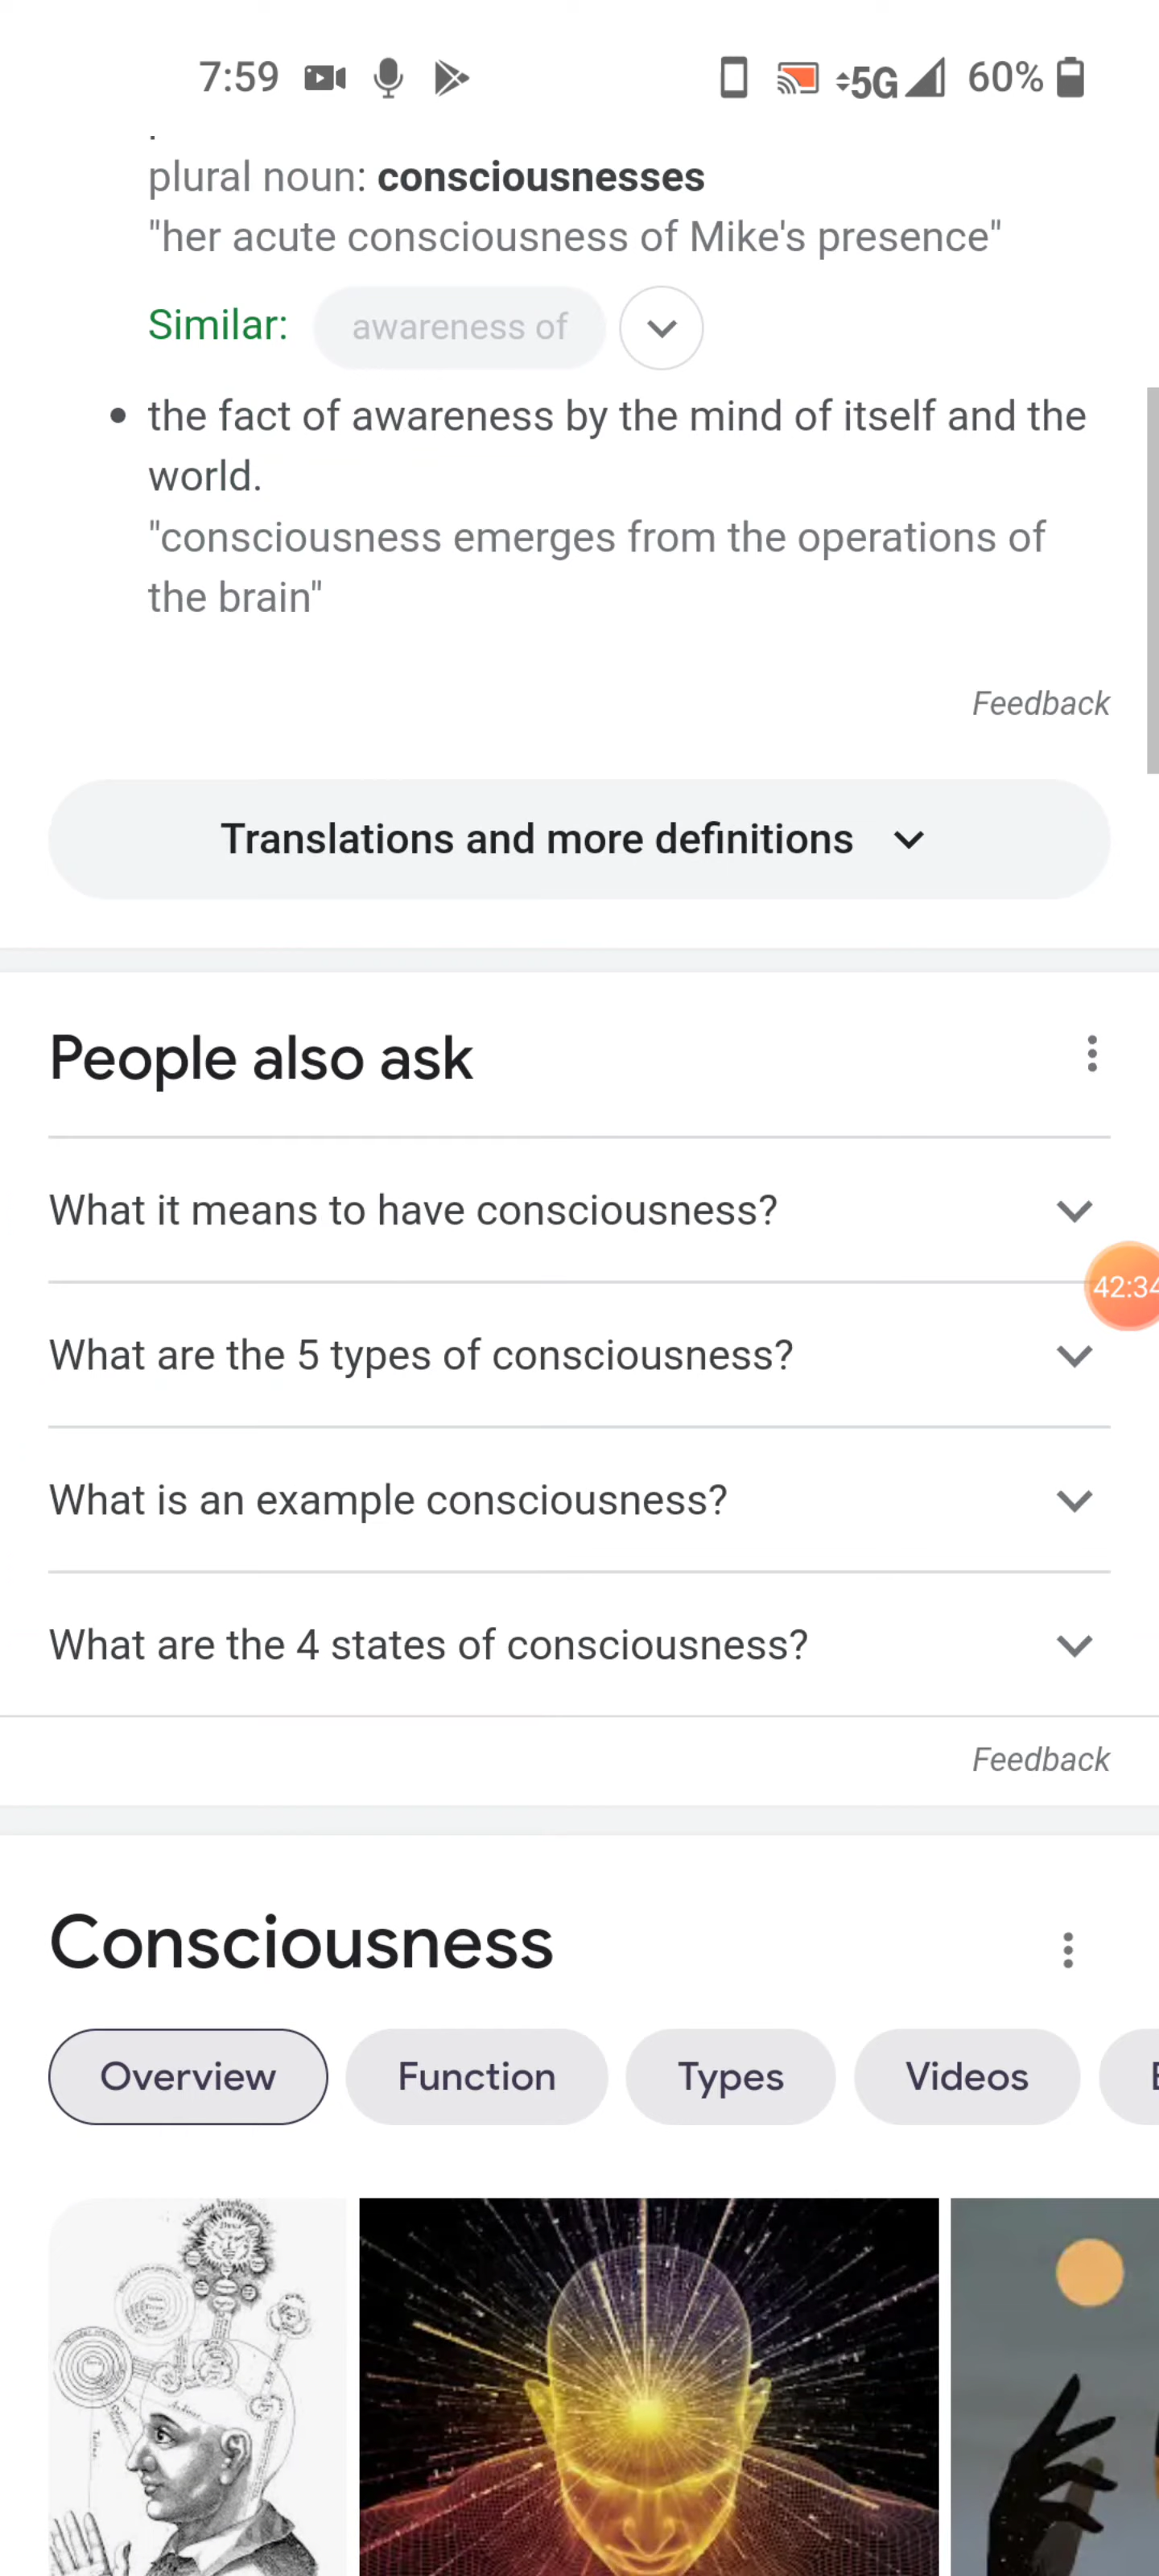 7:59 5G 60%
plural noun: consciousnesses
"her acute consciousness of Mike's presence"
Similar: awareness of
• the fact of awareness by the mind of itself and the
world.
"consciousness emerges from the operations of
the brain"
Feedback
Translations and more definitions
People also ask
What it means to have consciousness?
42:34
What are the 5 types of consciousness?
What is an example consciousness?
What are the 4 states of consciousness?
Feedback
Consciousness
Overview Function Types Videos